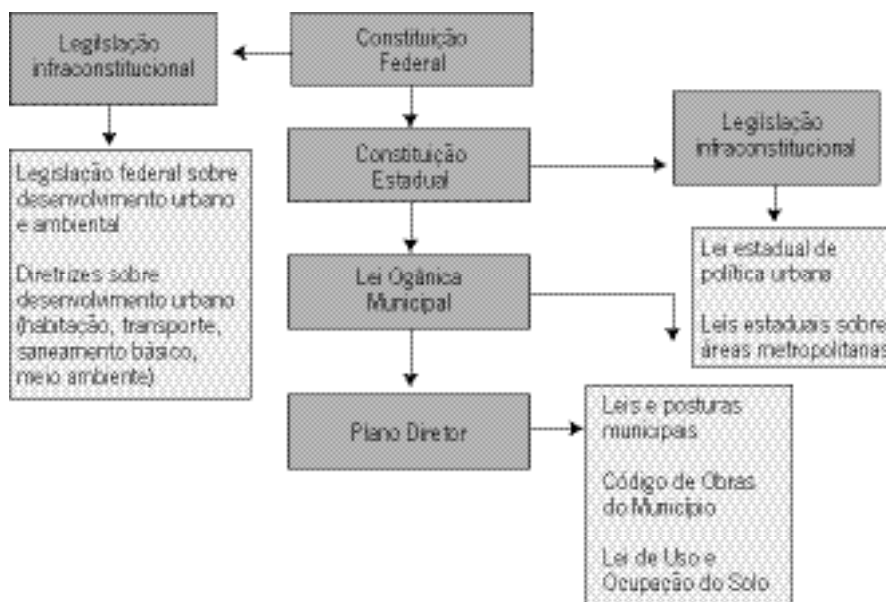 Legilslação
infraconstitucional
Constituição
Federal
Legislação federal sobre
desenvolvimento urbano
e ambiental
Diretrizes sobre
desenvolvimento urbano
(habitação, transporte,
saneamento básico,
meio ambiente)
Constituição
Estadual
Legilslação
infraconstitucional
Lei estadual de
política urbana
Leis estaduais sobre
áreas metropolitanas
Lei Ogânica
Municipal
Plano Diretor
Leis e posturas
municipais
Código de Obras
do Município
Lei de Uso e
Ocupação do Solo